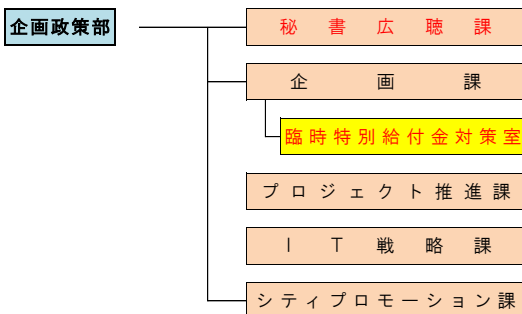 企画政策部
秘書広聴課
企画課
臨時特別給付金対策室
プロジェクト推進課
ＩＴ戦略課
シティプロモーション課